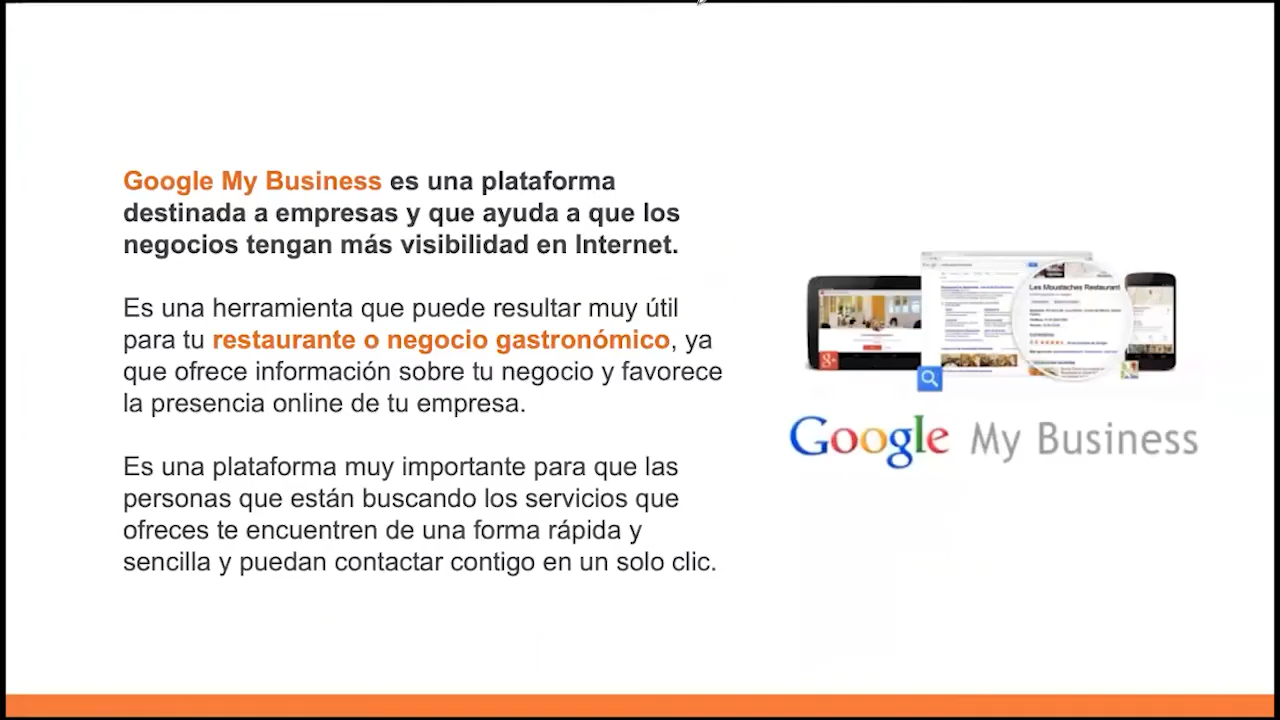 Google My Business es una plataforma
destinada a empresas y que ayuda a que los
negocios tengan más visibilidad en Internet.
Es una herramienta que puede resultar muy útil
para tu restaurante o negocio gastronómico, ya
que ofrece información sobre tu negocio y favorece
la presencia online de tu empresa.
Es una plataforma muy importante para que las
personas que están buscando los servicios que
ofreces te encuentren de una forma rápida y
sencilla y puedan contactar contigo en un solo clic.
Les Moustaches Restaurant
g+
Google My Business